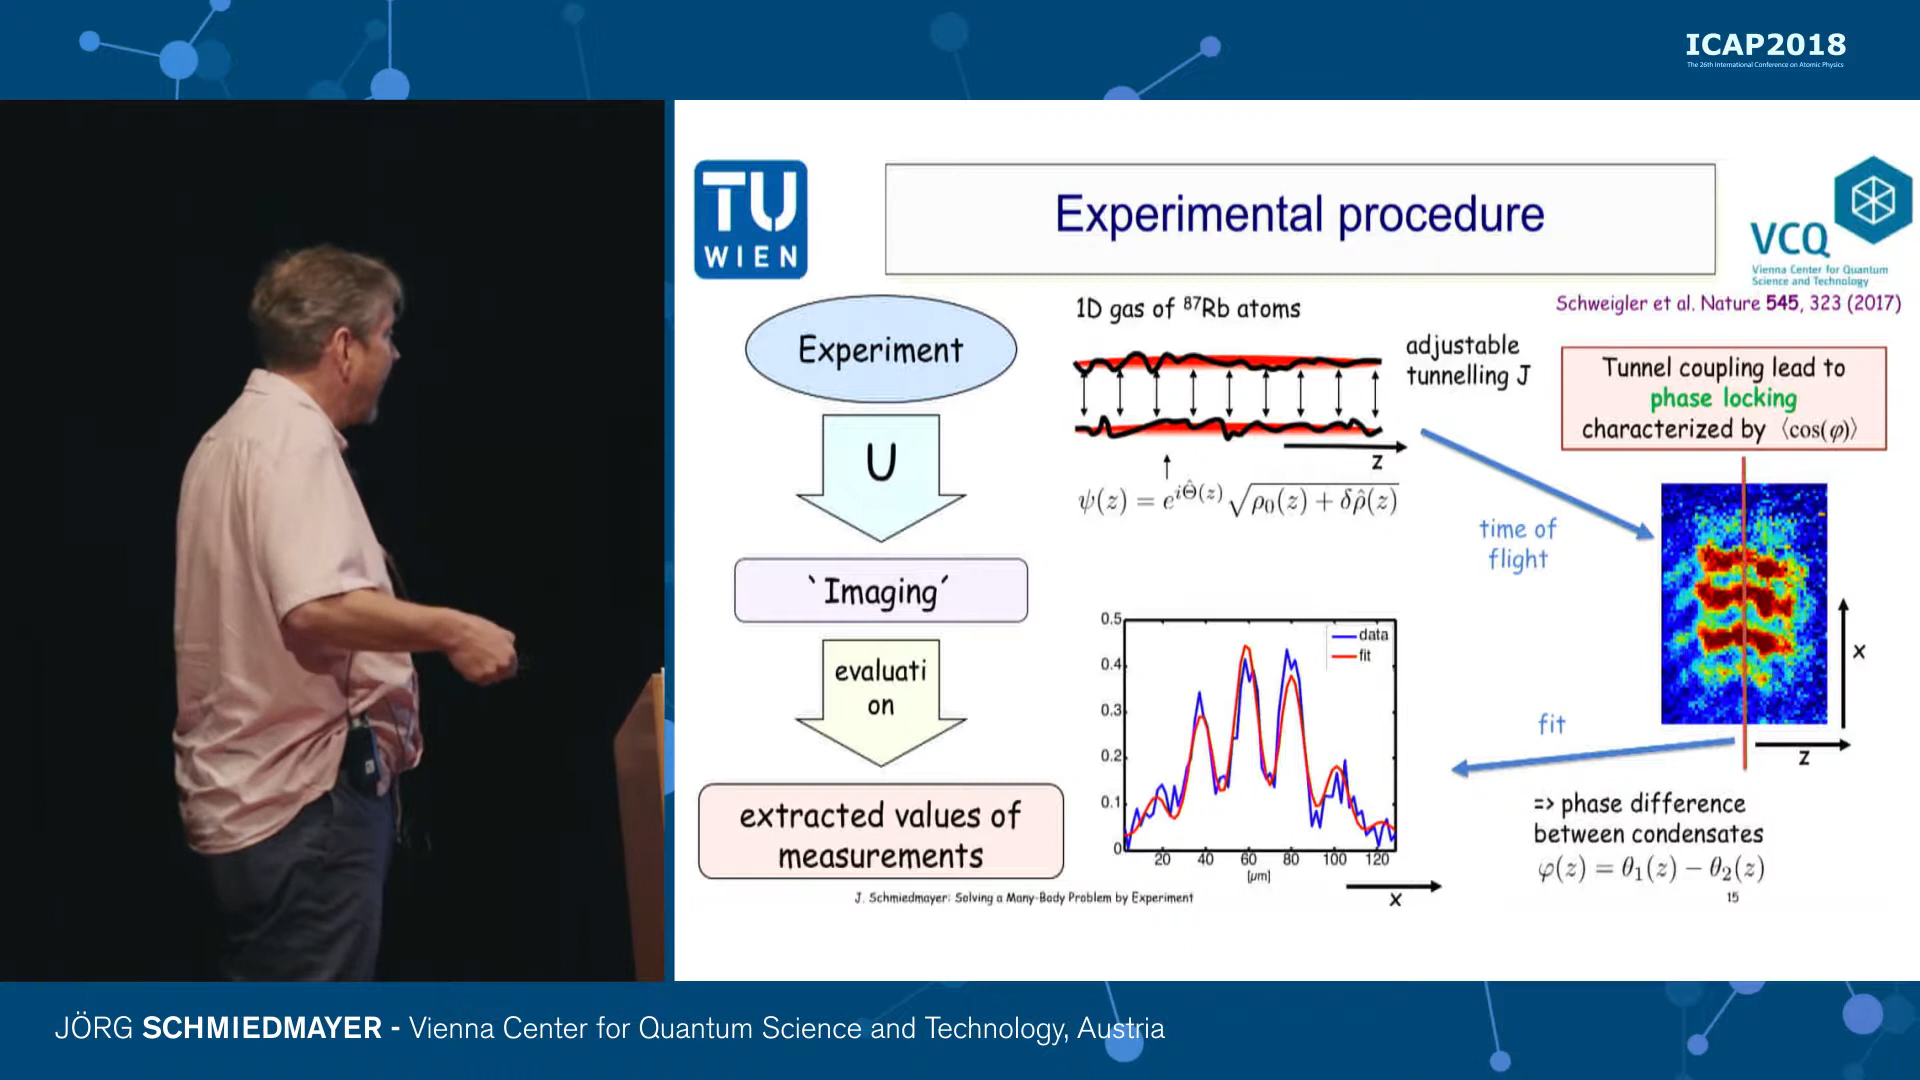 ICAP2018
The 26th International Conference on Atomic Physics
TU
WIEN
Experimental procedure
VCQ
Vienna Center for Quantum
Science and Technology
Schweigler et al. Nature 545, 323 (2017)
Experiment
U
`Imaging´
evaluati
on
extracted values of
measurements
1D gas of ⁸⁷Rb atoms
adjustable
tunnelling J
z
ψ(z) = e^{iΘ̂(z)} √(ρ₀(z) + δρ̂(z))
Tunnel coupling lead to
phase locking
characterized by ⟨cos(φ)⟩
time of
flight
x
z
fit
0.5
0.4
0.3
0.2
0.1
0
data
fit
20 40 60 80 100 120
[μm]
x
=> phase difference
between condensates
φ(z) = θ₁(z) − θ₂(z)
J. Schmiedmayer: Solving a Many-Body Problem by Experiment
15
JÖRG SCHMIEDMAYER - Vienna Center for Quantum Science and Technology, Austria